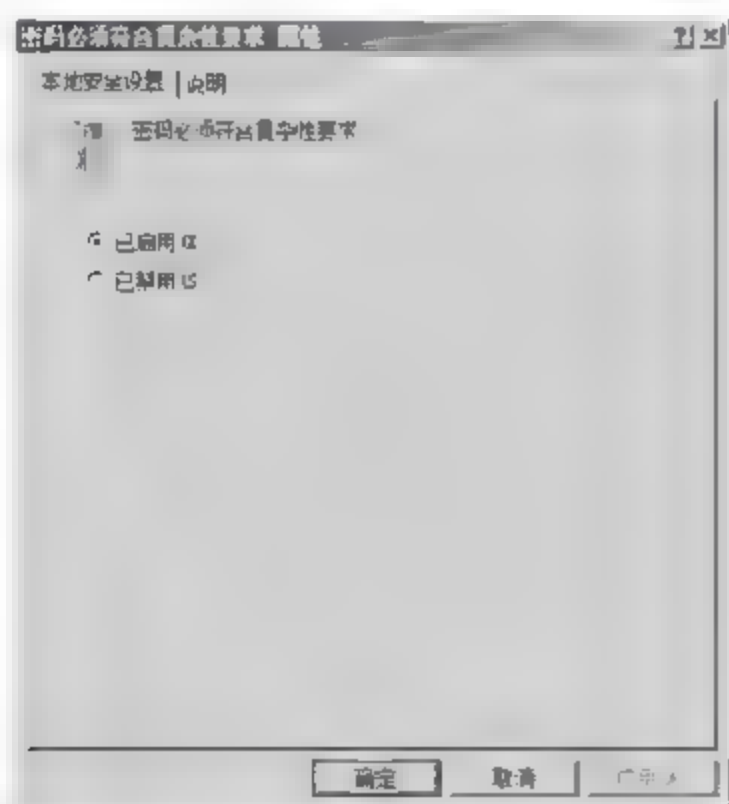 密码必须符合复杂性要求 属性
本地安全设置 说明
密码必须符合复杂性要求
已启用
已禁用
确定 取消